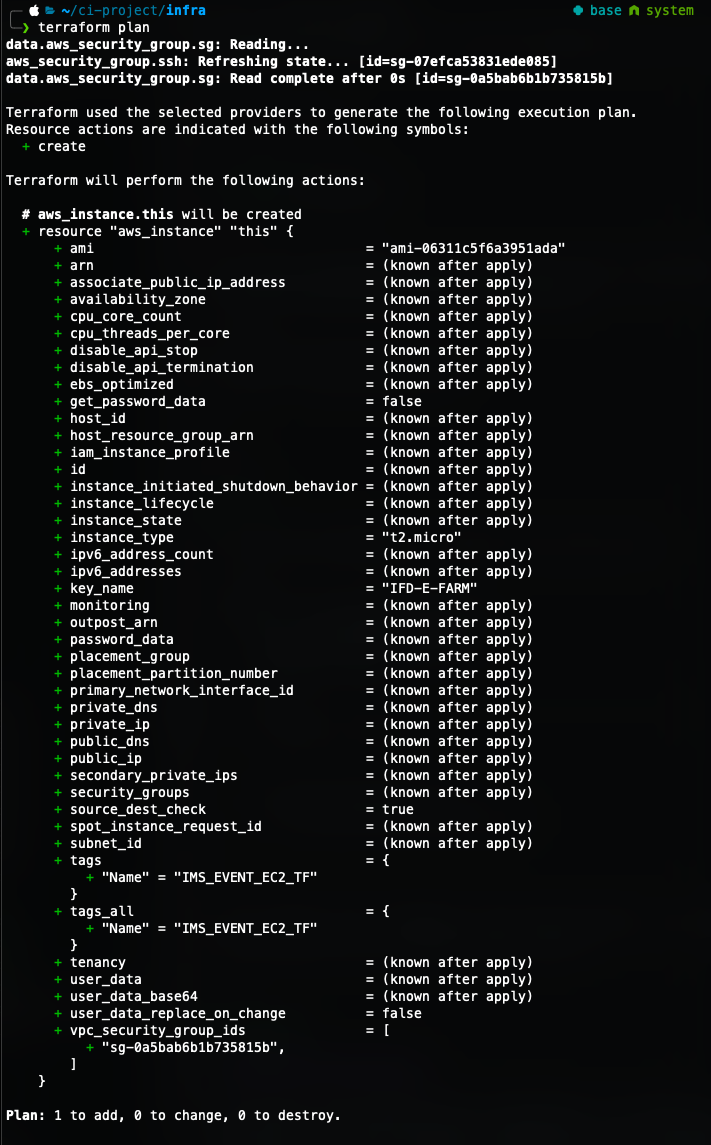 ~/ci-project/infra base system
❯ terraform plan
data.aws_security_group.sg: Reading...
aws_security_group.ssh: Refreshing state... [id=sg-07efca53831ede085]
data.aws_security_group.sg: Read complete after 0s [id=sg-0a5bab6b1b735815b]

Terraform used the selected providers to generate the following execution plan.
Resource actions are indicated with the following symbols:
  + create

Terraform will perform the following actions:

  # aws_instance.this will be created
  + resource "aws_instance" "this" {
      + ami                                  = "ami-06311c5f6a3951ada"
      + arn                                  = (known after apply)
      + associate_public_ip_address          = (known after apply)
      + availability_zone                    = (known after apply)
      + cpu_core_count                       = (known after apply)
      + cpu_threads_per_core                 = (known after apply)
      + disable_api_stop                     = (known after apply)
      + disable_api_termination              = (known after apply)
      + ebs_optimized                        = (known after apply)
      + get_password_data                    = false
      + host_id                              = (known after apply)
      + host_resource_group_arn              = (known after apply)
      + iam_instance_profile                 = (known after apply)
      + id                                   = (known after apply)
      + instance_initiated_shutdown_behavior = (known after apply)
      + instance_lifecycle                   = (known after apply)
      + instance_state                       = (known after apply)
      + instance_type                        = "t2.micro"
      + ipv6_address_count                   = (known after apply)
      + ipv6_addresses                       = (known after apply)
      + key_name                             = "IFD-E-FARM"
      + monitoring                           = (known after apply)
      + outpost_arn                          = (known after apply)
      + password_data                        = (known after apply)
      + placement_group                      = (known after apply)
      + placement_partition_number           = (known after apply)
      + primary_network_interface_id         = (known after apply)
      + private_dns                          = (known after apply)
      + private_ip                           = (known after apply)
      + public_dns                           = (known after apply)
      + public_ip                            = (known after apply)
      + secondary_private_ips                = (known after apply)
      + security_groups                      = (known after apply)
      + source_dest_check                    = true
      + spot_instance_request_id             = (known after apply)
      + subnet_id                            = (known after apply)
      + tags                                 = {
          + "Name" = "IMS_EVENT_EC2_TF"
        }
      + tags_all                             = {
          + "Name" = "IMS_EVENT_EC2_TF"
        }
      + tenancy                              = (known after apply)
      + user_data                            = (known after apply)
      + user_data_base64                     = (known after apply)
      + user_data_replace_on_change          = false
      + vpc_security_group_ids               = [
          + "sg-0a5bab6b1b735815b",
        ]
    }

Plan: 1 to add, 0 to change, 0 to destroy.